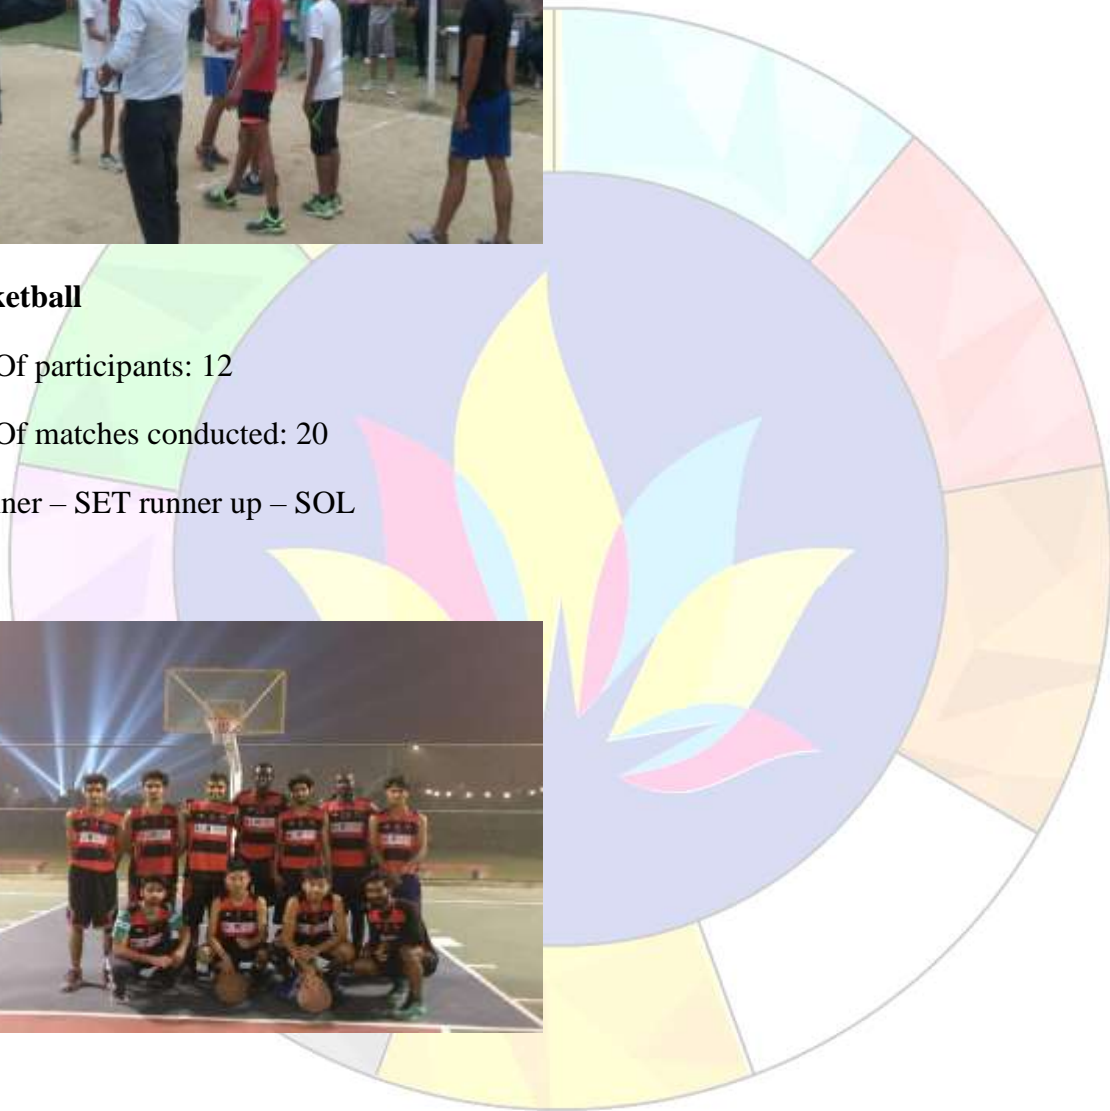 ketball
Of participants: 12
Of matches conducted: 20
ner – SET runner up – SOL